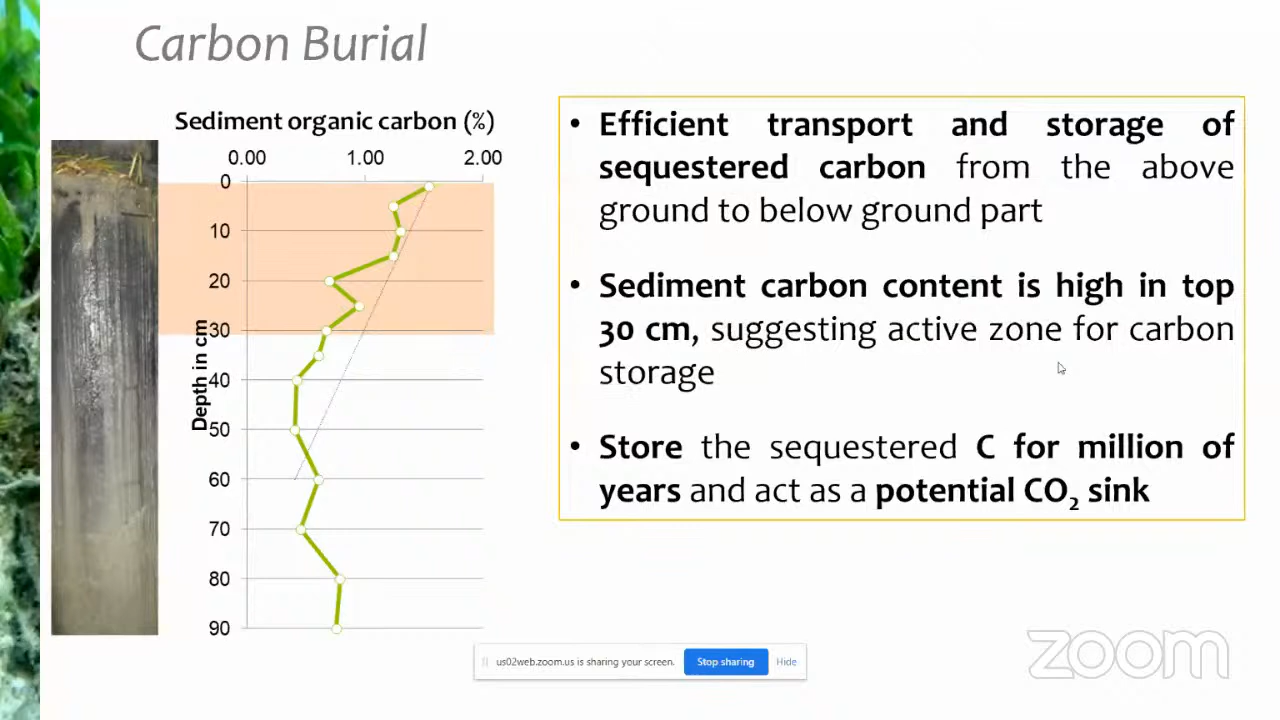 Carbon Burial
Sediment organic carbon (%)
0.00 1.00 2.00
0
10
20
30
40
50
60
70
80
90
Depth in cm
• Efficient transport and storage of
sequestered carbon from the above
ground to below ground part
• Sediment carbon content is high in top
30 cm, suggesting active zone for carbon
storage
• Store the sequestered C for million of
years and act as a potential CO₂ sink
us02web.zoom.us is sharing your screen. Stop sharing Hide
zoom